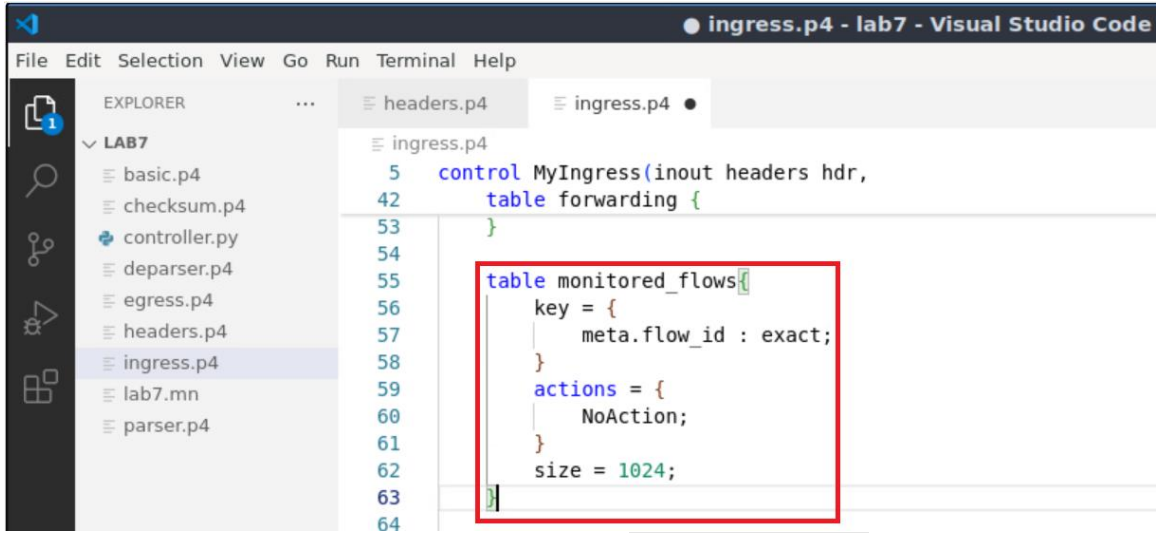 ● ingress.p4 - lab7 - Visual Studio Code
File Edit Selection View Go Run Terminal Help
EXPLORER ...
headers.p4
ingress.p4 ●
1
LAB7
basic.p4
checksum.p4
controller.py
deparser.p4
egress.p4
headers.p4
ingress.p4
lab7.mn
parser.p4
ingress.p4
5 control MyIngress(inout headers hdr,
42 table forwarding {
53 }
54
55 table monitored_flows{
56 key = {
57 meta.flow_id : exact;
58 }
59 actions = {
60 NoAction;
61 }
62 size = 1024;
63 }
64